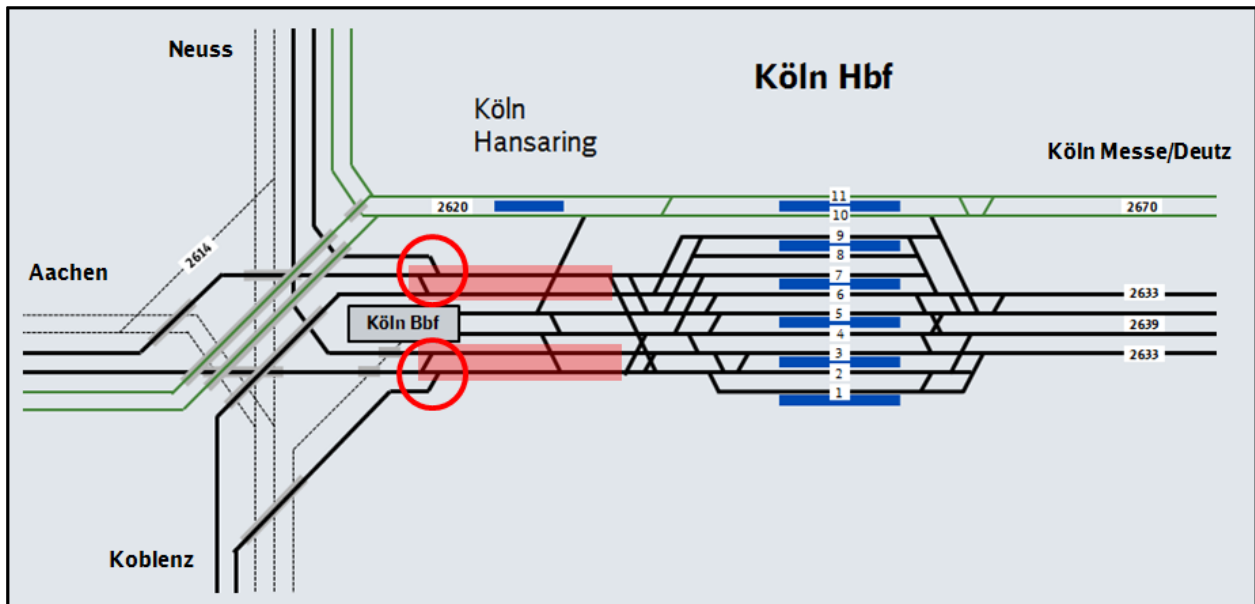 Neuss
Köln Hbf
Köln
Hansaring
Köln Messe/Deutz
11
2620
10
2670
9
2614
8
Aachen
7
6
2633
Köln Bbf
5
2639
4
3
2633
2
1
Koblenz